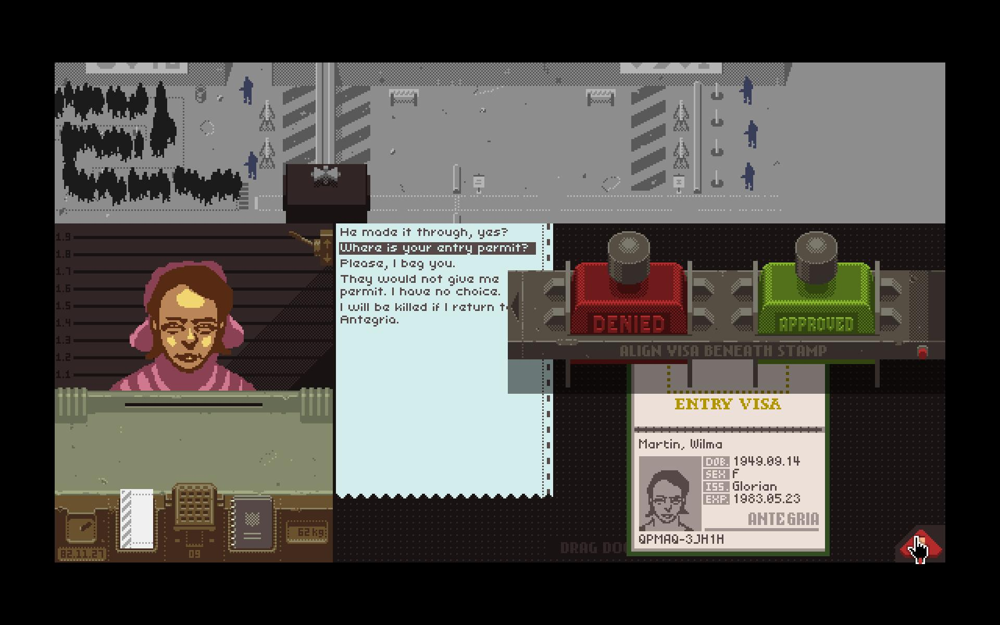 He made it through, yes?
Where is your entry permit?
Please, I beg you.
They would not give me
permit. I have no choice.
I will be killed if I return to
Antegria.
1.9
1.8
1.7
1.6
1.5
1.4
1.3
1.2
1.1
DENIED
APPROVED
ALIGN VISA BENEATH STAMP
ENTRY VISA
Martin, Wilma
DOB. 1949.09.14
SEX F
ISS. Glorian
EXP. 1983.05.23
ANTEGRIA
QPMAQ-3JH1H
DRAG DO
62kg
82.11.27
09